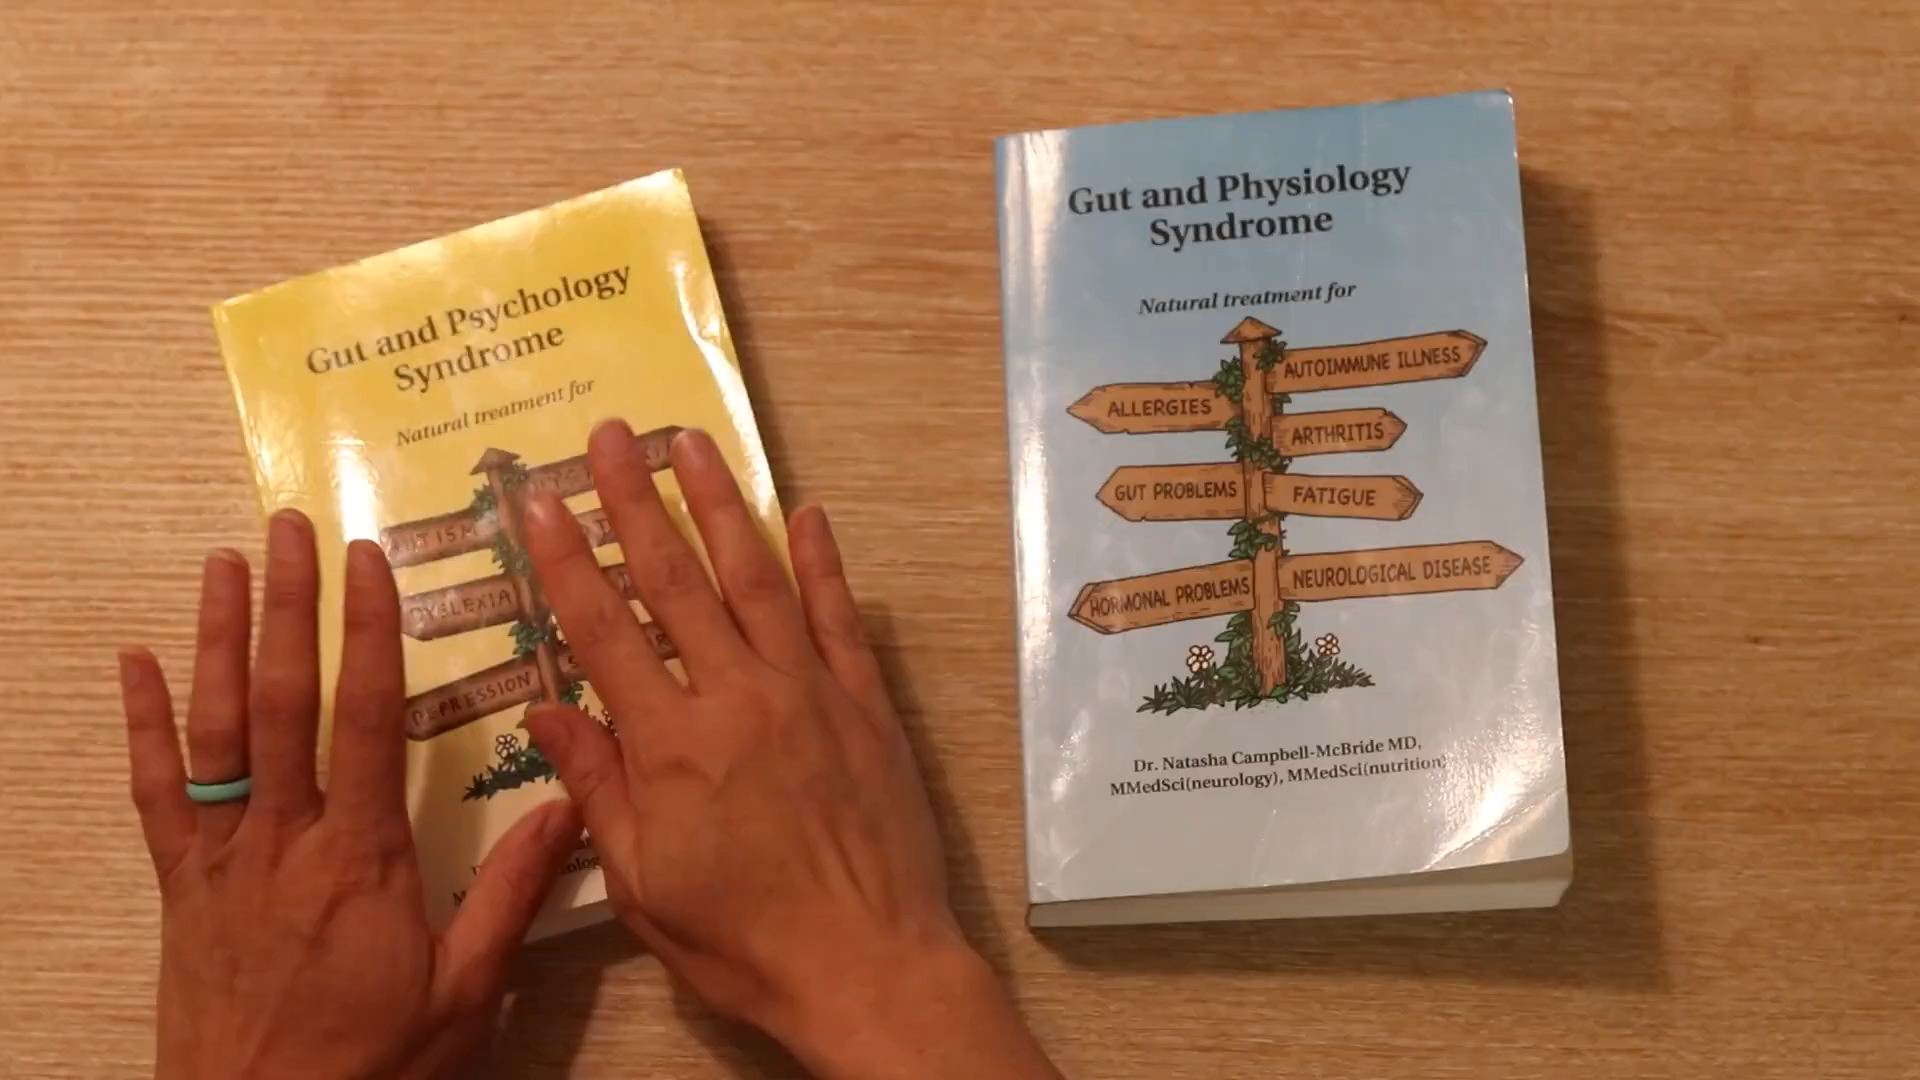 Gut and Psychology
Syndrome
Natural treatment for
DYSLEXIA
DEPRESSION
Gut and Physiology
Syndrome
Natural treatment for
AUTOIMMUNE ILLNESS
ALLERGIES
ARTHRITIS
GUT PROBLEMS
FATIGUE
NEUROLOGICAL DISEASE
HORMONAL PROBLEMS
Dr. Natasha Campbell-McBride MD,
MMedSci(neurology), MMedSci(nutrition)